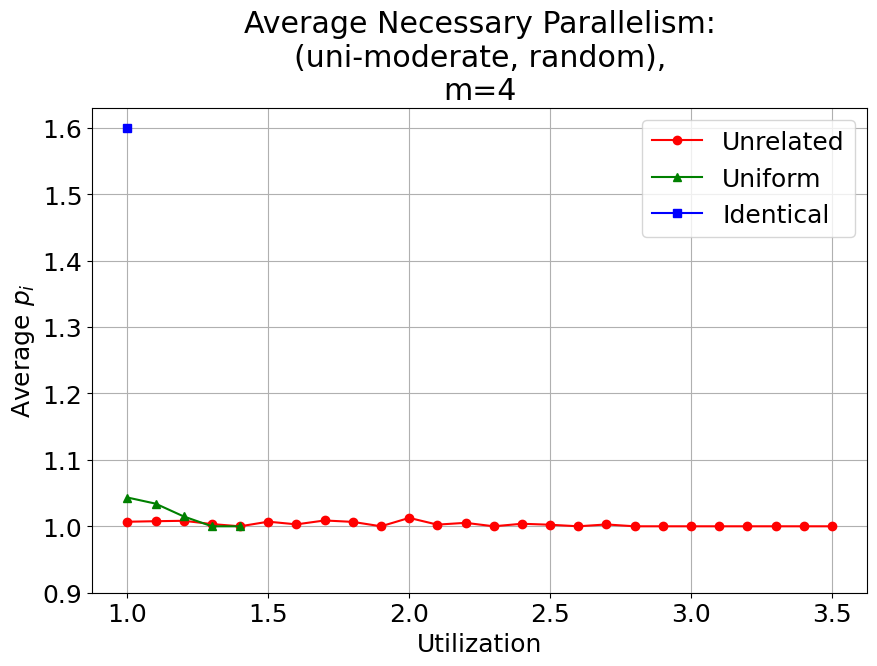 Average Necessary Parallelism:
(uni-moderate, random),
m=4
Unrelated
Uniform
Identical
Average p_i
1.6
1.5
1.4
1.3
1.2
1.1
1.0
0.9
1.0 1.5 2.0 2.5 3.0 3.5
Utilization